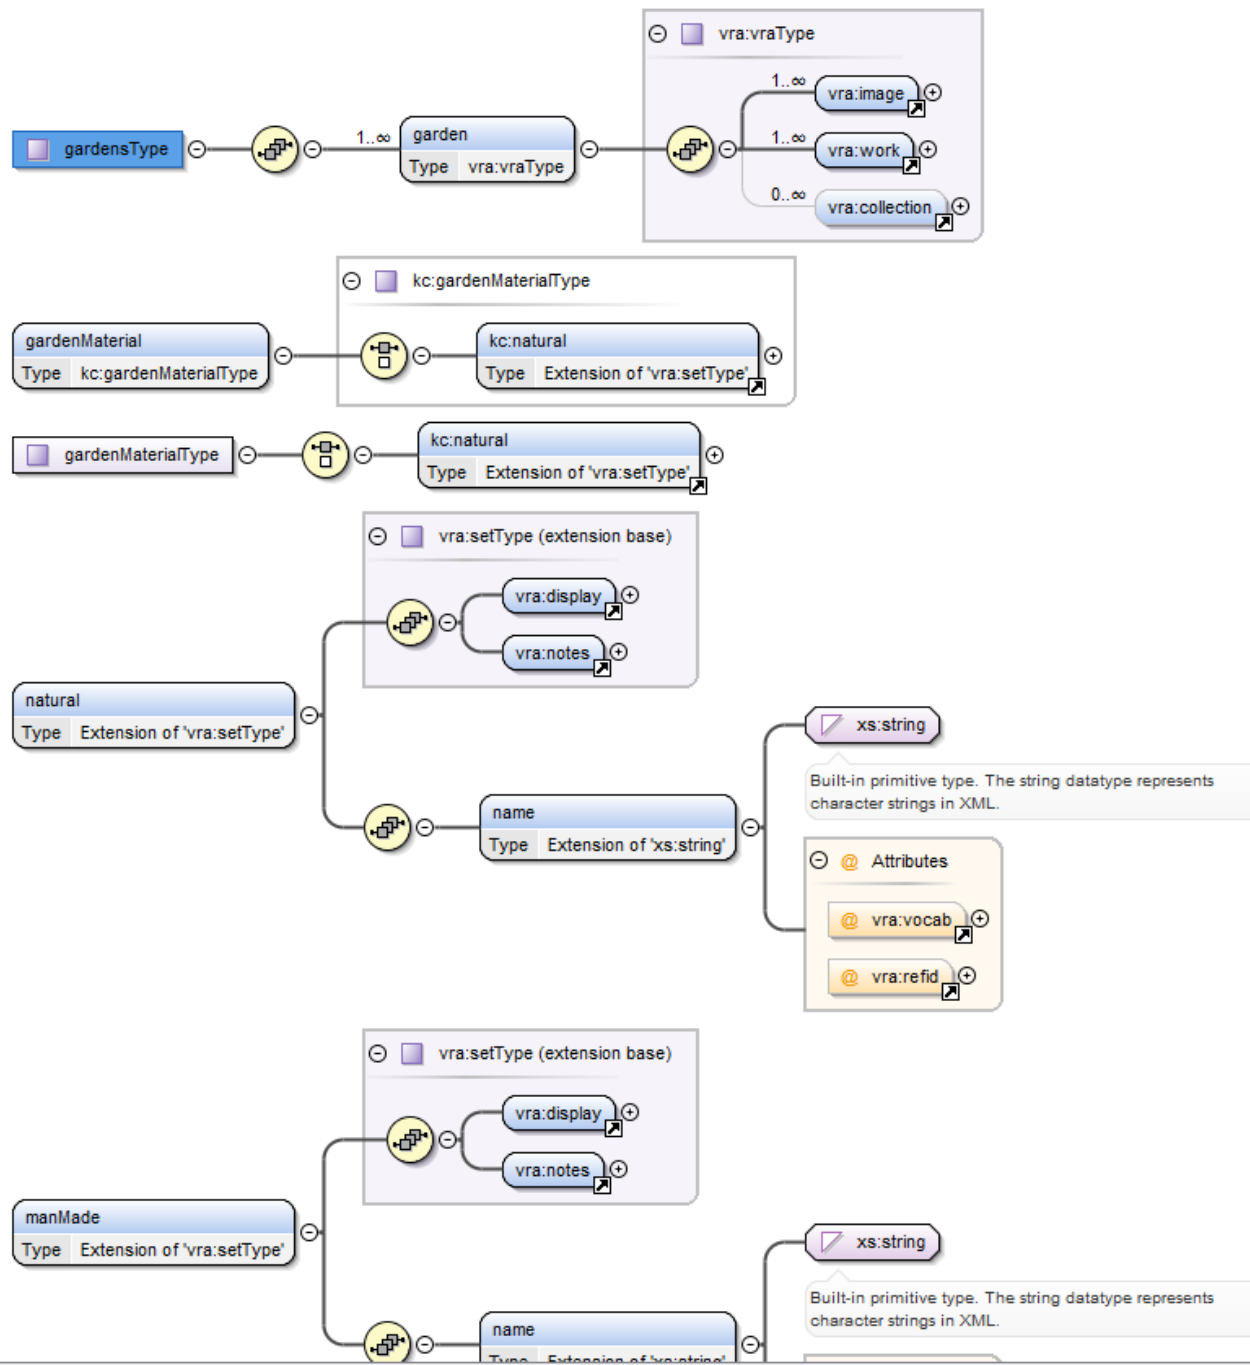 vra:vraType
1..∞
vra:image
gardensType
1..∞
garden
Type vra:vraType
1..∞
vra:work
0..∞
vra:collection
kc:gardenMaterialType
gardenMaterial
Type kc:gardenMaterialType
kc:natural
Type Extension of 'vra:setType'
gardenMaterialType
kc:natural
Type Extension of 'vra:setType'
vra:setType (extension base)
vra:display
vra:notes
natural
Type Extension of 'vra:setType'
name
Type Extension of 'xs:string'
xs:string
Built-in primitive type. The string datatype represents
character strings in XML.
@ Attributes
@ vra:vocab
@ vra:refid
vra:setType (extension base)
vra:display
vra:notes
manMade
Type Extension of 'vra:setType'
name
Type Extension of 'xs:string'
xs:string
Built-in primitive type. The string datatype represents
character strings in XML.